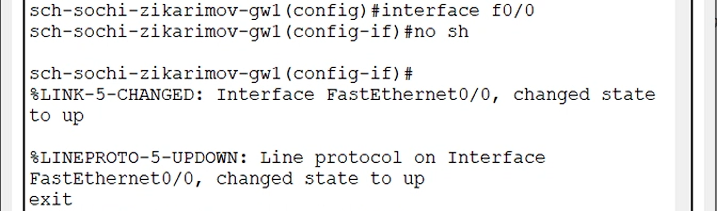 sch-sochi-zikarimov-gw1(config)#interface f0/0
sch-sochi-zikarimov-gw1(config-if)#no sh
sch-sochi-zikarimov-gw1(config-if)#
%LINK-5-CHANGED: Interface FastEthernet0/0, changed state
to up
%LINEPROTO-5-UPDOWN: Line protocol on Interface
FastEthernet0/0, changed state to up
exit